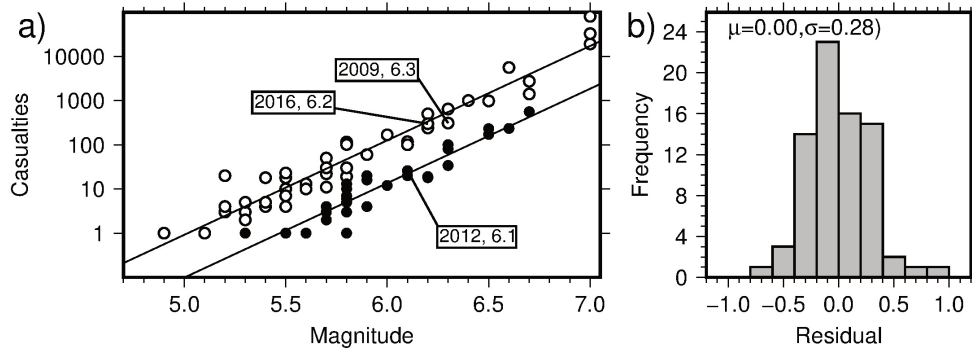 a)
Casualties
10000
1000
100
10
1
2009, 6.3
2016, 6.2
2012, 6.1
5.0 5.5 6.0 6.5 7.0
Magnitude
b)
μ=0.00,σ=0.28)
Frequency
24
20
16
12
8
4
0
−1.0 −0.5 0.0 0.5 1.0
Residual